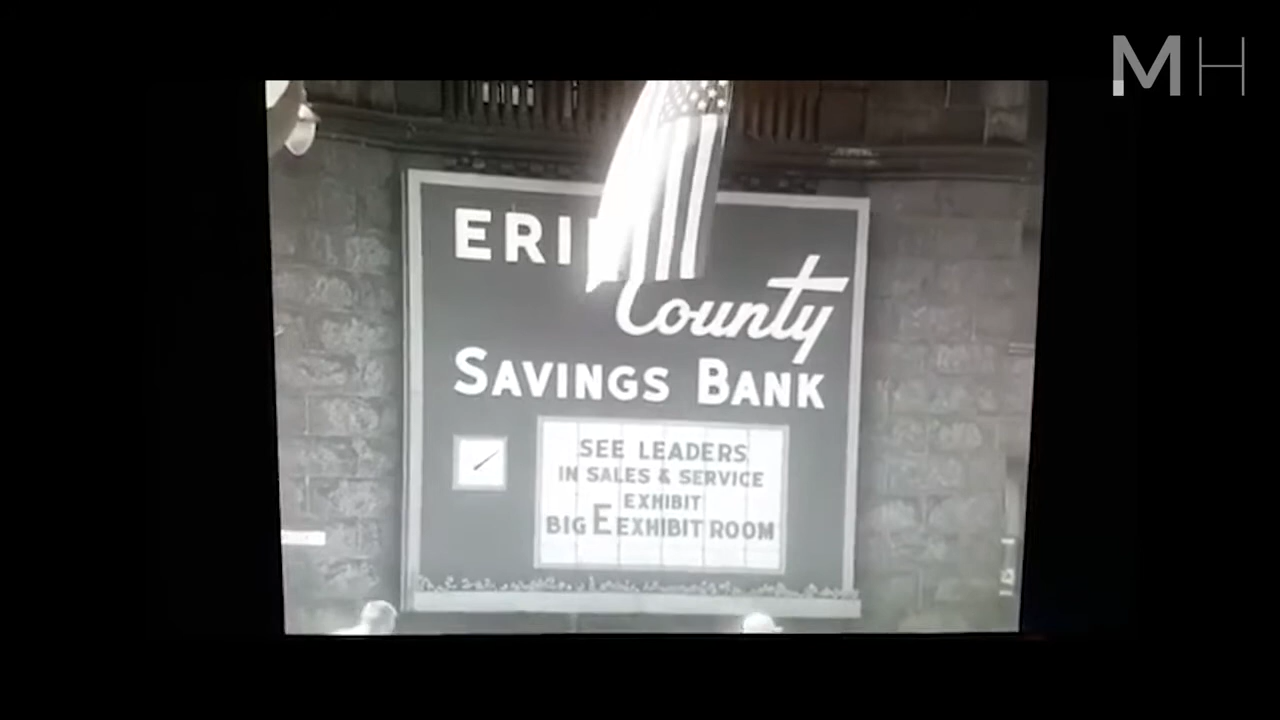 MH
ERI
County
SAVINGS BANK
SEE LEADERS
IN SALES & SERVICE
EXHIBIT
BIG E EXHIBIT ROOM